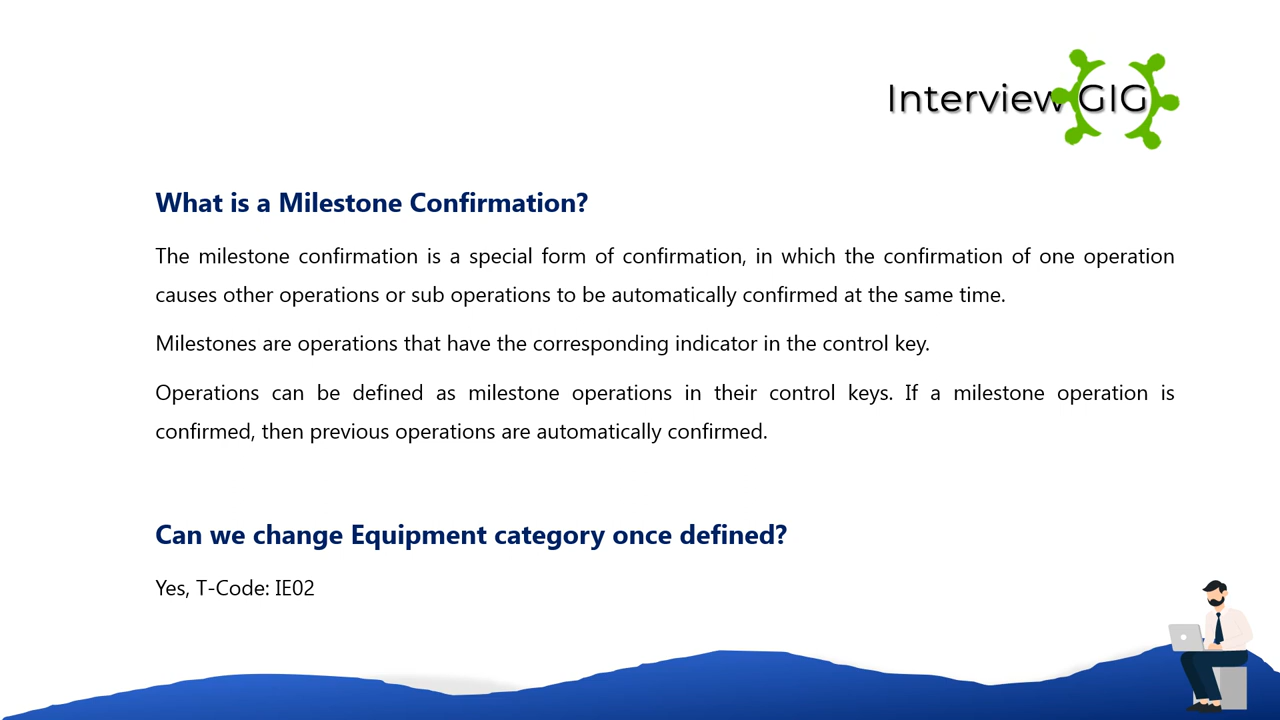 Interview GIG
What is a Milestone Confirmation?
The milestone confirmation is a special form of confirmation, in which the confirmation of one operation
causes other operations or sub operations to be automatically confirmed at the same time.
Milestones are operations that have the corresponding indicator in the control key.
Operations can be defined as milestone operations in their control keys. If a milestone operation is
confirmed, then previous operations are automatically confirmed.
Can we change Equipment category once defined?
Yes, T-Code: IE02